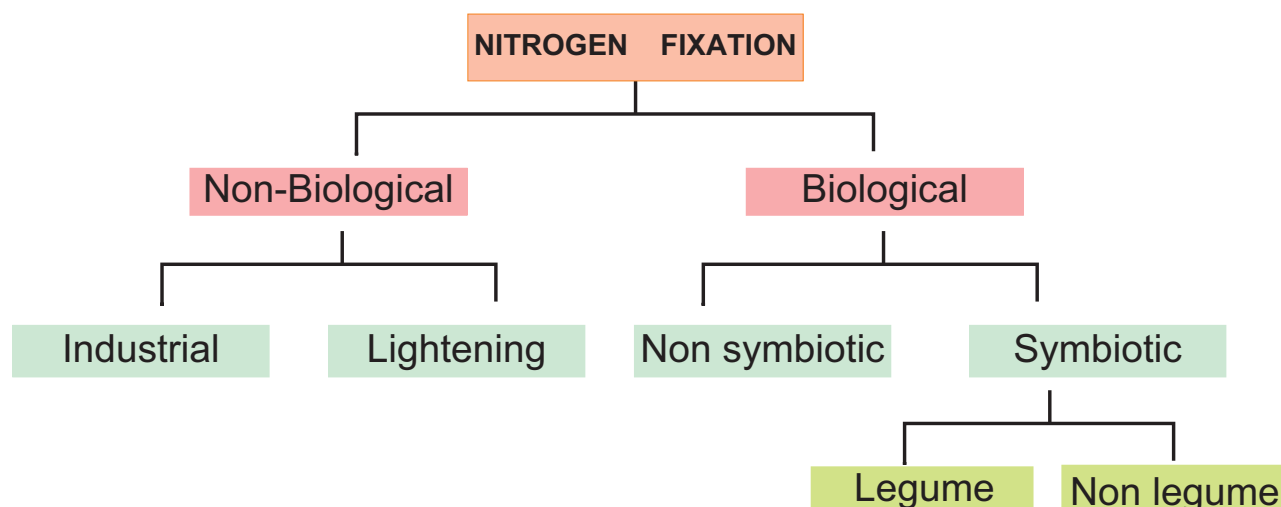 NITROGEN FIXATION
Non-Biological
Biological
Industrial
Lightening
Non symbiotic
Symbiotic
Legume
Non legume